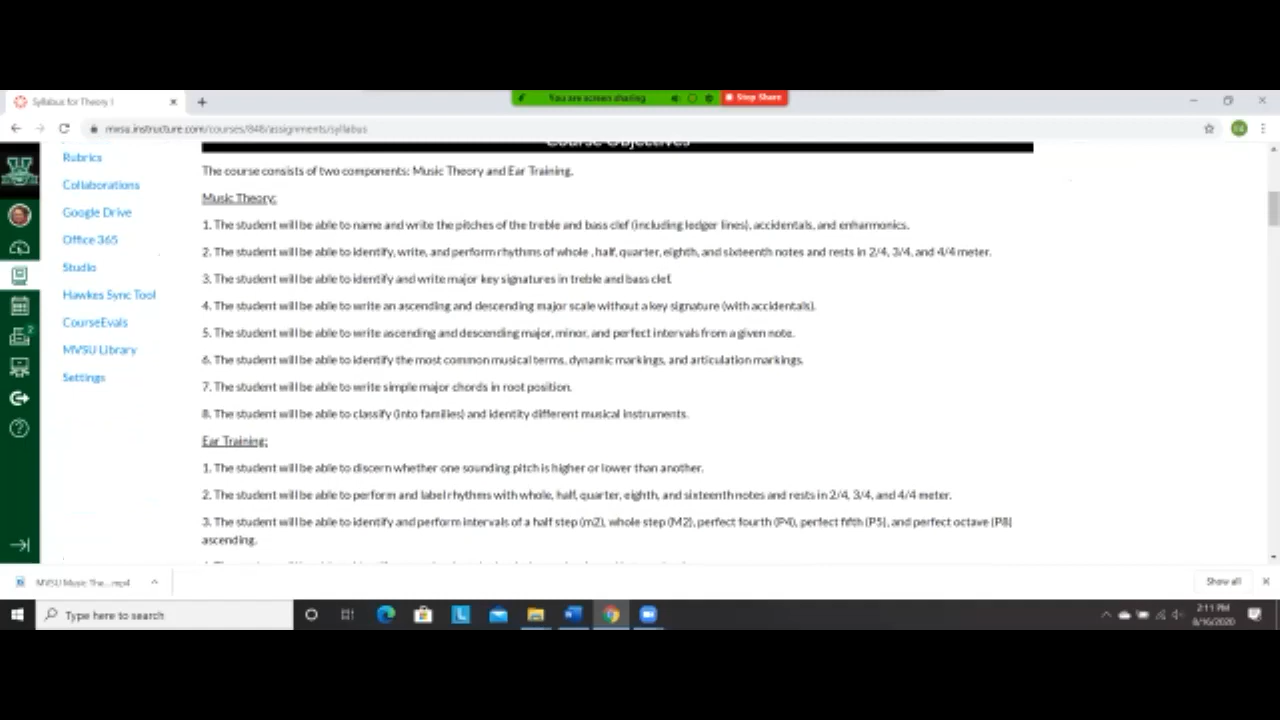 Syllabus for Theory I
You are screen sharing
Stop Share
mvsu.instructure.com/courses/848/assignments/syllabus
Course Objectives
Rubrics
Collaborations
Google Drive
Office 365
Studio
Hawkes Sync Tool
CourseEvals
MVSU Library
Settings
2
The course consists of two components: Music Theory and Ear Training.
Music Theory:
1. The student will be able to name and write the pitches of the treble and bass clef (including ledger lines), accidentals, and enharmonics.
2. The student will be able to identify, write, and perform rhythms of whole , half, quarter, eighth, and sixteenth notes and rests in 2/4, 3/4, and 4/4 meter.
3. The student will be able to identify and write major key signatures in treble and bass clef.
4. The student will be able to write an ascending and descending major scale without a key signature (with accidentals).
5. The student will be able to write ascending and descending major, minor, and perfect intervals from a given note.
6. The student will be able to identify the most common musical terms, dynamic markings, and articulation markings.
7. The student will be able to write simple major chords in root position.
8. The student will be able to classify (into families) and identity different musical instruments.
Ear Training:
1. The student will be able to discern whether one sounding pitch is higher or lower than another.
2. The student will be able to perform and label rhythms with whole, half, quarter, eighth, and sixteenth notes and rests in 2/4, 3/4, and 4/4 meter.
3. The student will be able to identify and perform intervals of a half step (m2), whole step (M2), perfect fourth (P4), perfect fifth (P5), and perfect octave (P8)
ascending.
MVSU Music The....mp4
Show all
Type here to search
2:11 PM
8/16/2020